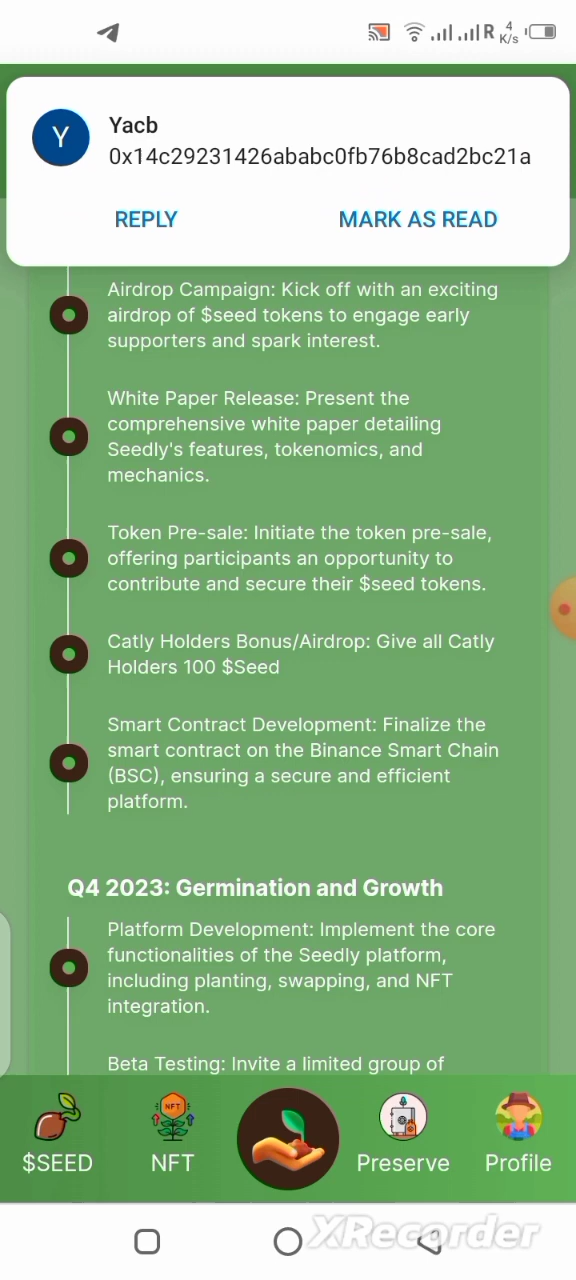 R 4 K/s
Y
Yacb
0x14c29231426ababc0fb76b8cad2bc21a
REPLY
MARK AS READ
Airdrop Campaign: Kick off with an exciting
airdrop of $seed tokens to engage early
supporters and spark interest.
White Paper Release: Present the
comprehensive white paper detailing
Seedly's features, tokenomics, and
mechanics.
Token Pre-sale: Initiate the token pre-sale,
offering participants an opportunity to
contribute and secure their $seed tokens.
Catly Holders Bonus/Airdrop: Give all Catly
Holders 100 $Seed
Smart Contract Development: Finalize the
smart contract on the Binance Smart Chain
(BSC), ensuring a secure and efficient
platform.
Q4 2023: Germination and Growth
Platform Development: Implement the core
functionalities of the Seedly platform,
including planting, swapping, and NFT
integration.
Beta Testing: Invite a limited group of
NFT
$SEED
NFT
Preserve
Profile
XRecorder